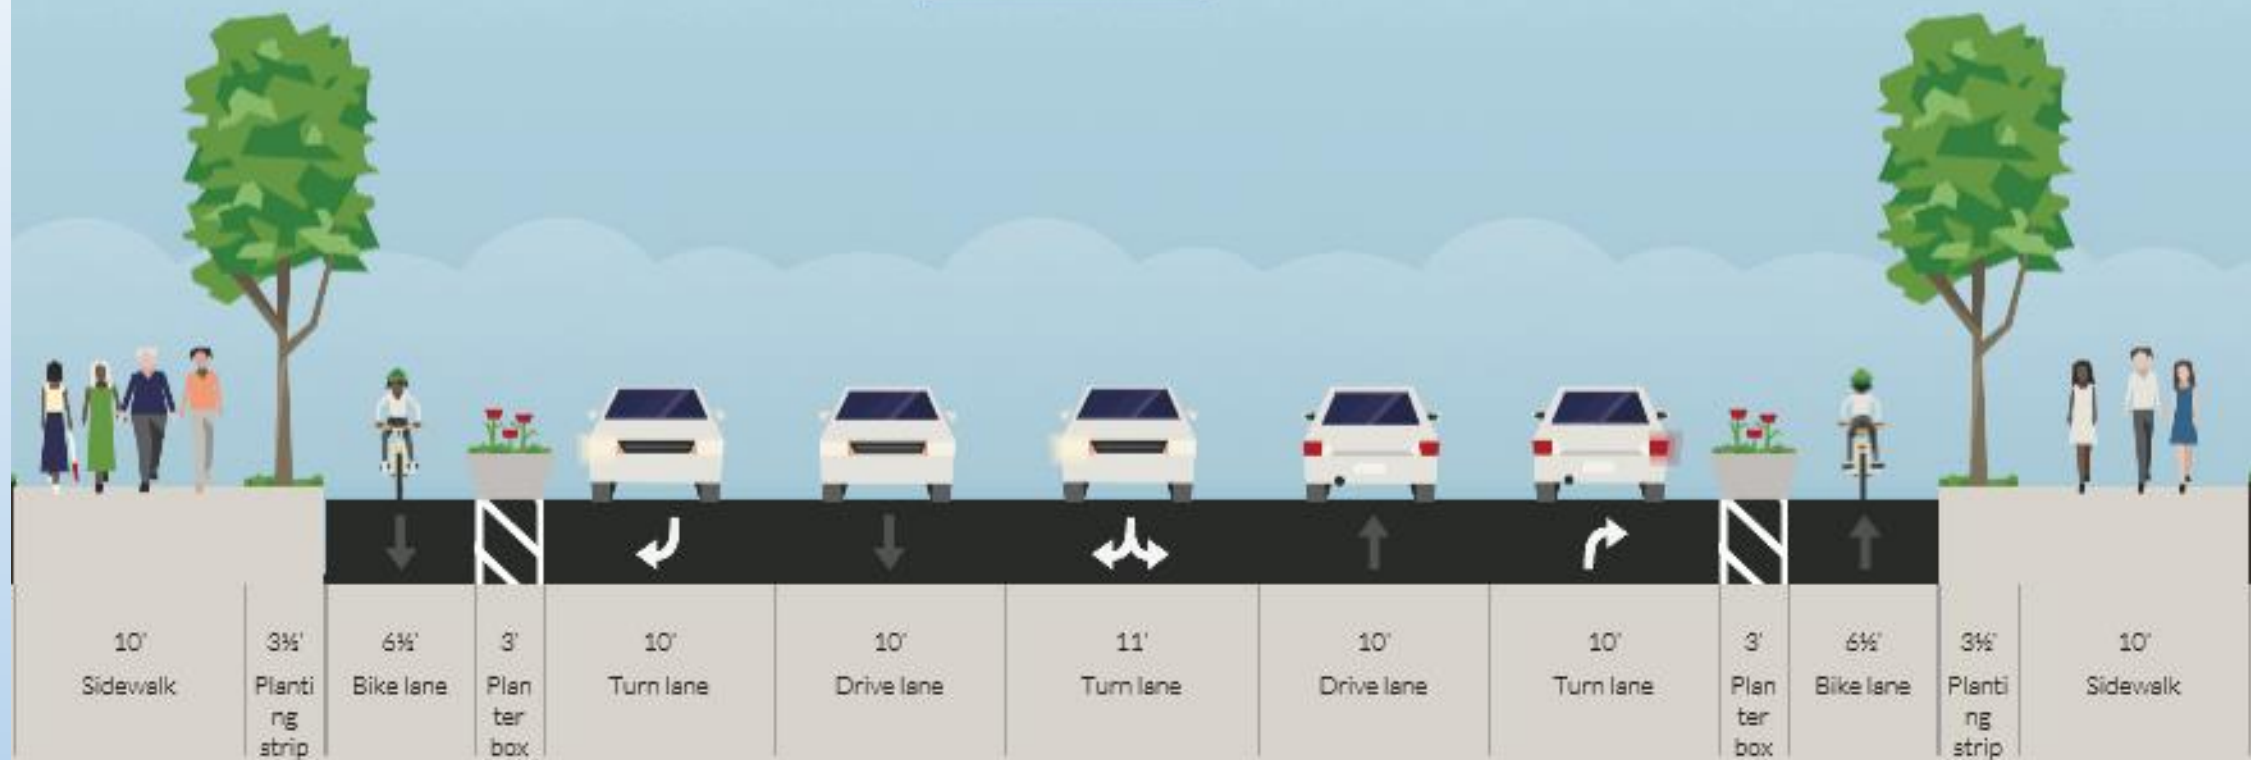 10' 3½' 6½' 3' 10' 10' 11' 10' 10' 3' 6½' 3½' 10'
Sidewalk Planti Bike lane Plan Turn lane Drive lane Turn lane Drive lane Turn lane Plan Bike lane Planti Sidewalk
ng ter ter ng
strip box box strip